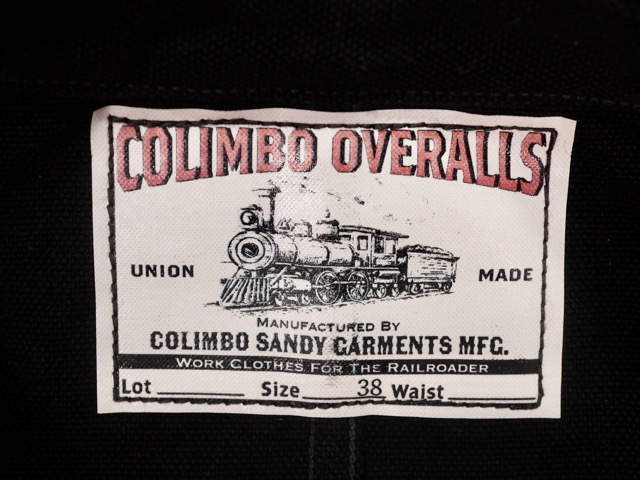 COLIMBO OVERALLS
UNION MADE
MANUFACTURED BY
COLIMBO SANDY GARMENTS MFG.
WORK CLOTHES FOR THE RAILROADER
Lot Size 38 Waist